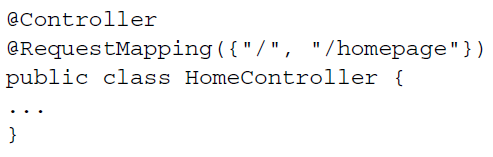 @Controller
@RequestMapping({"/", "/homepage"})
public class HomeController {
...
}